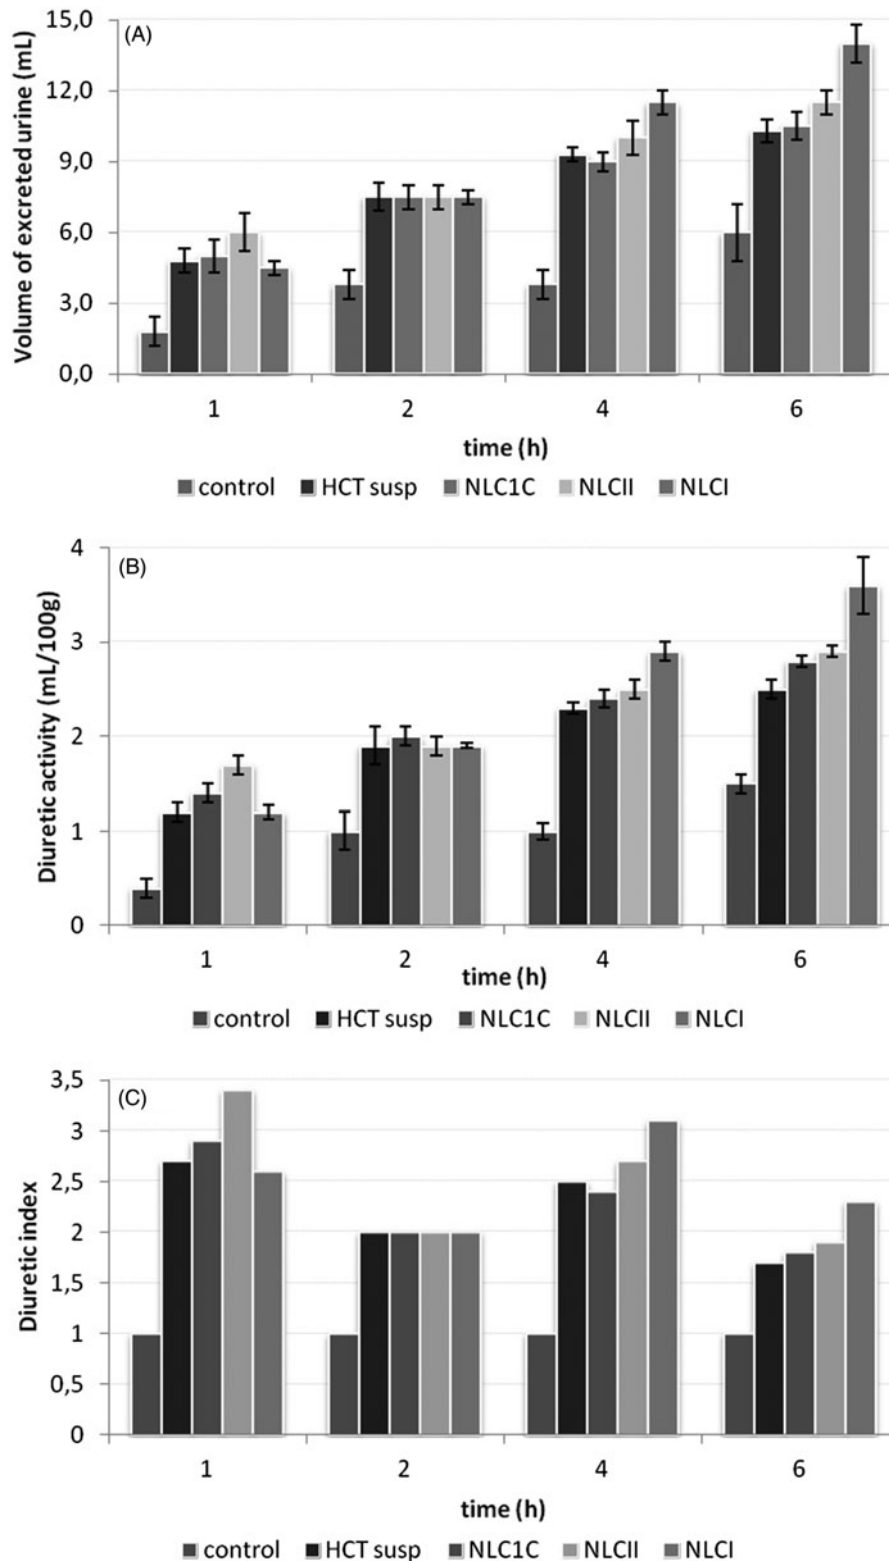 (A)
Volume of excreted urine (mL)
15,0
12,0
9,0
6,0
3,0
0,0
1 2 4 6
time (h)
control HCT susp NLC1C NLCII NLCI
(B)
Diuretic activity (mL/100g)
4
3
2
1
0
1 2 4 6
time (h)
control HCT susp NLC1C NLCII NLCI
(C)
Diuretic index
3,5
3
2,5
2
1,5
1
0,5
0
1 2 4 6
time (h)
control HCT susp NLC1C NLCII NLCI